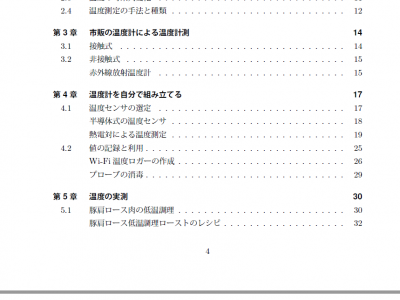 2.4 温度測定の手法と種類 . . . . . . . . . . . . . . . . . . . . . . . 12
第 3 章 市販の温度計による温度計測 14
3.1 接触式 . . . . . . . . . . . . . . . . . . . . . . . . . . . . . . . 14
3.2 非接触式 . . . . . . . . . . . . . . . . . . . . . . . . . . . . . . 15
赤外線放射温度計 . . . . . . . . . . . . . . . . . . . . . . . . . 15
第 4 章 温度計を自分で組み立てる 17
4.1 温度センサの選定 . . . . . . . . . . . . . . . . . . . . . . . . . 17
半導体式の温度センサ . . . . . . . . . . . . . . . . . . . . . . . 18
熱電対による温度測定 . . . . . . . . . . . . . . . . . . . . . . . 19
4.2 値の記録と利用 . . . . . . . . . . . . . . . . . . . . . . . . . . . 25
Wi-Fi 温度ロガーの作成 . . . . . . . . . . . . . . . . . . . . . . 26
プローブの消毒 . . . . . . . . . . . . . . . . . . . . . . . . . . . 29
第 5 章 温度の実測 30
5.1 豚肩ロース肉の低温調理 . . . . . . . . . . . . . . . . . . . . . . 30
豚肩ロース低温調理ローストのレシピ . . . . . . . . . . . . . . . 32
4